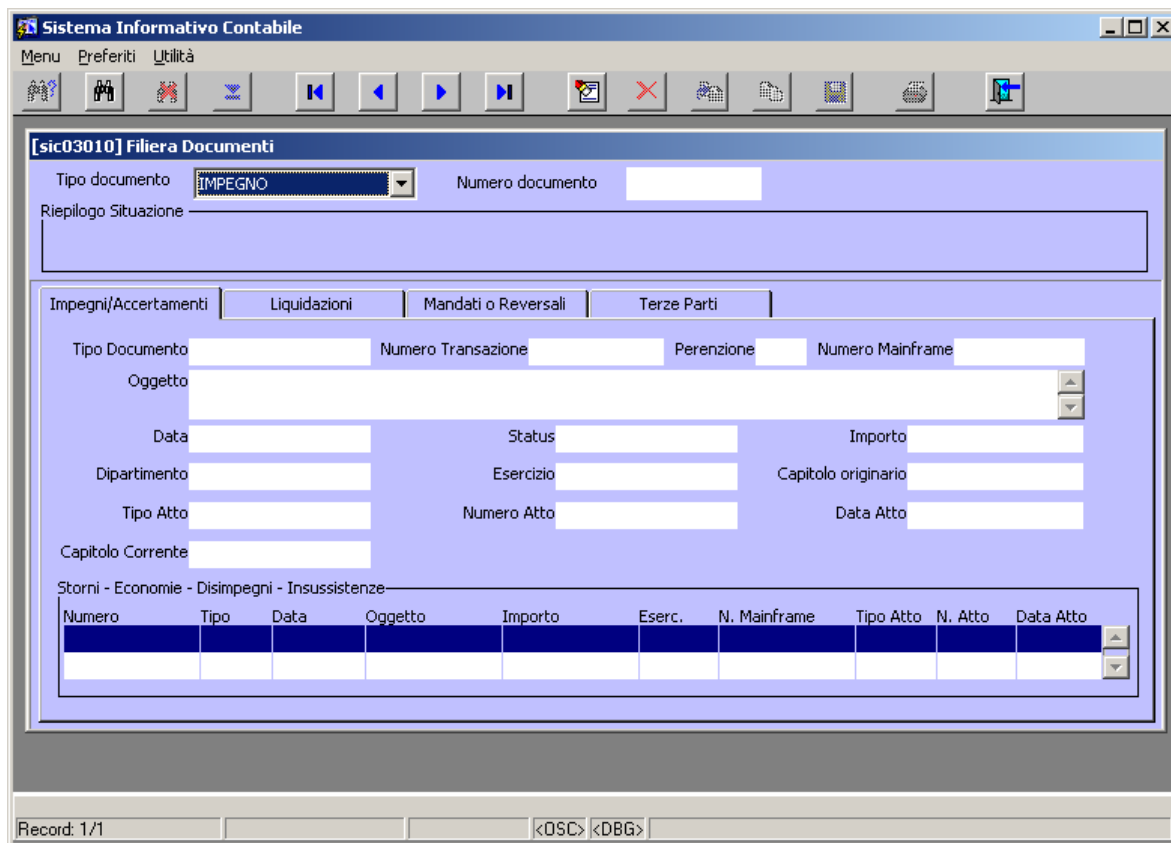 Sistema Informativo Contabile
Menu Preferiti Utilità
[sic03010] Filiera Documenti
Tipo documento IMPEGNO Numero documento
Riepilogo Situazione
Impegni/Accertamenti Liquidazioni Mandati o Reversali Terze Parti
Tipo Documento Numero Transazione Perenzione Numero Mainframe
Oggetto
Data Status Importo
Dipartimento Esercizio Capitolo originario
Tipo Atto Numero Atto Data Atto
Capitolo Corrente
Storni - Economie - Disimpegni - Insussistenze
Numero Tipo Data Oggetto Importo Eserc. N. Mainframe Tipo Atto N. Atto Data Atto
Record: 1/1 <OSC> <DBG>